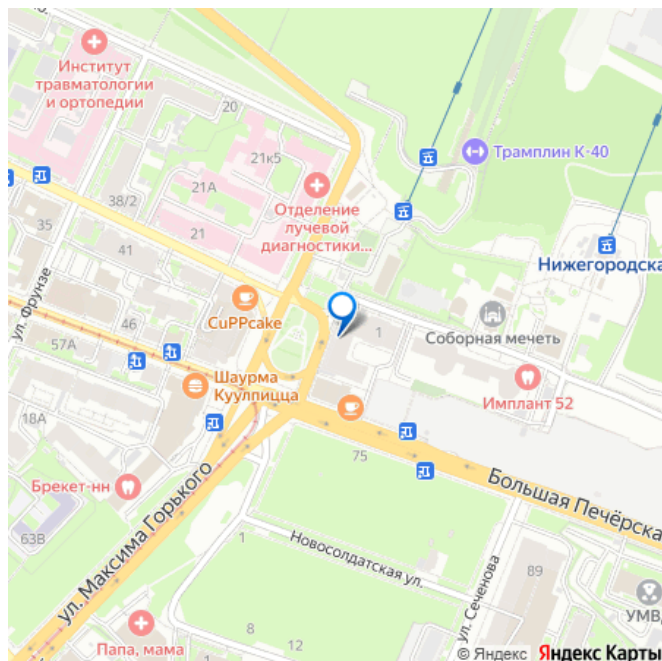 Институт
травматологии
и ортопедии
20
21к5
Трамплин К-40
38/2
21А
Отделение
лучевой
диагностики...
35
21
41
Нижегородска
ул. Фрунзе
46
CuPPcake
1
Соборная мечеть
57А
Шаурма
Куулпицца
Имплант 52
18А
75
Большая Печёрска
Брекет-нн
ул. Максима Горького
63В
1
Новосолдатская ул.
ул. Сеченова
89
УМВД
8
12
Папа, мама
© Яндекс Яндекс Карты